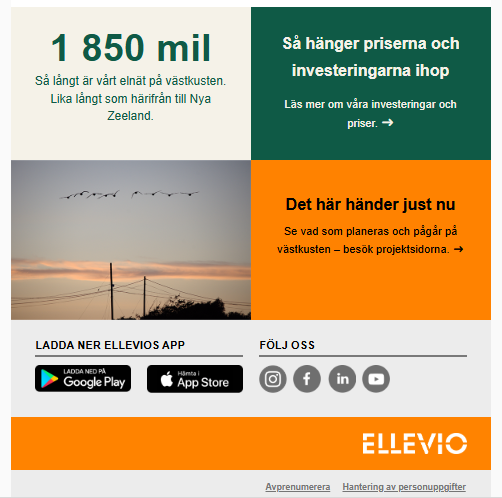 1 850 mil
Så långt är vårt elnät på västkusten.
Lika långt som härifrån till Nya
Zeeland.
Så hänger priserna och
investeringarna ihop
Läs mer om våra investeringar och
priser. →
Det här händer just nu
Se vad som planeras och pågår på
västkusten – besök projektsidorna. →
LADDA NER ELLEVIOS APP
LADDA NED PÅ
Google Play
Hämta i
App Store
FÖLJ OSS
in
ELLEVIO
Avprenumerera
Hantering av personuppgifter